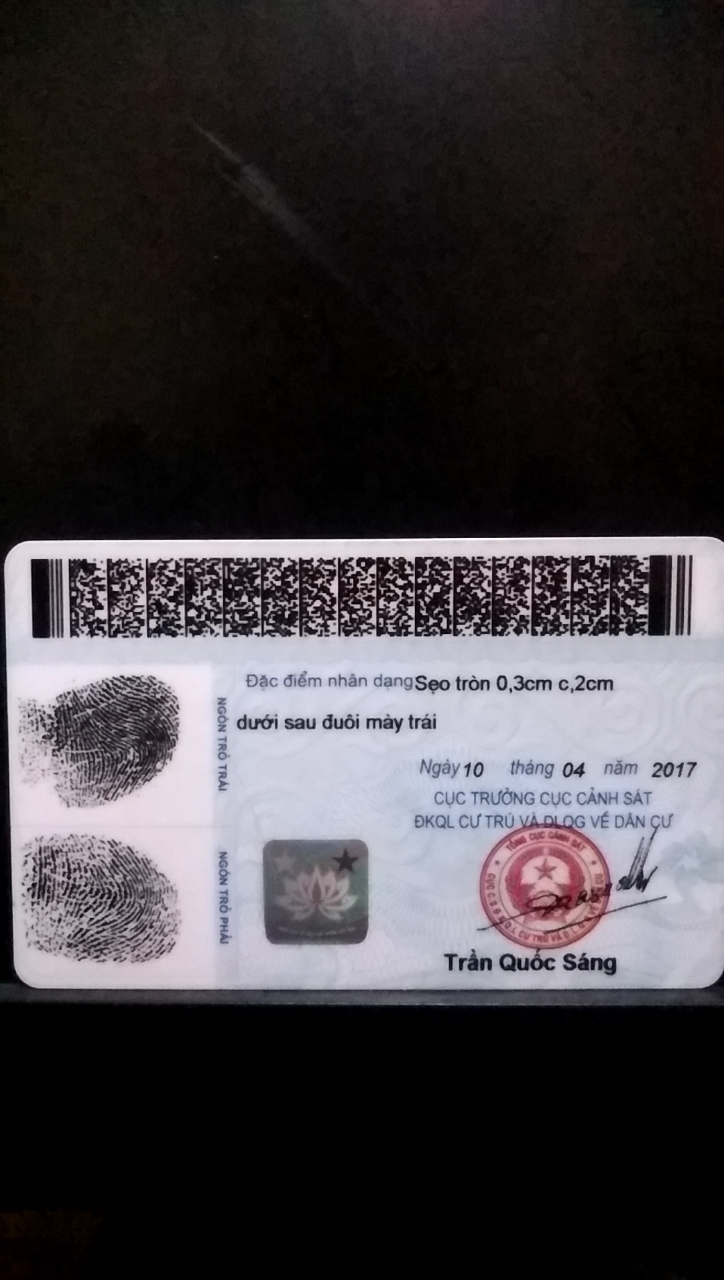 Đặc điểm nhân dạng Sẹo tròn 0,3cm c,2cm
dưới sau đuôi mày trái
NGÓN TRỎ TRÁI
Ngày 10 tháng 04 năm 2017
CỤC TRƯỞNG CỤC CẢNH SÁT
ĐKQL CƯ TRÚ VÀ DLQG VỀ DÂN CƯ
NGÓN TRỎ PHẢI
TỔNG CỤC CẢNH SÁT
Trần Quốc Sáng